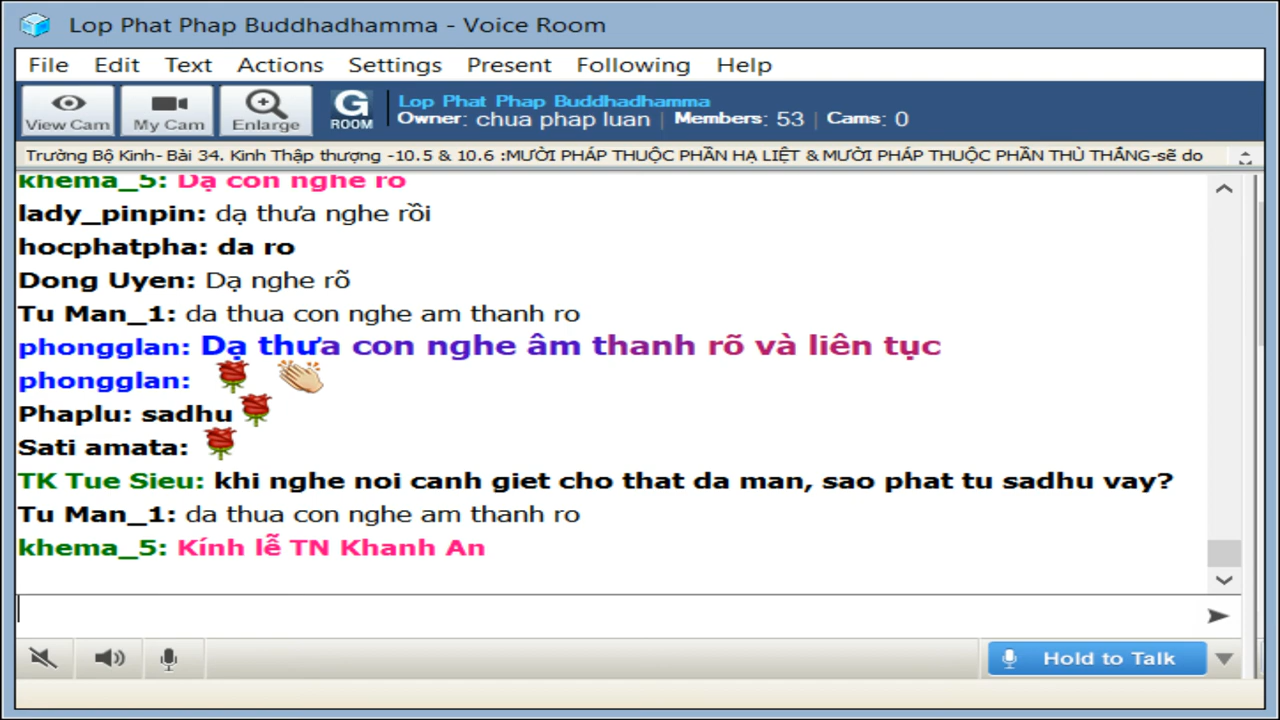 Lop Phat Phap Buddhadhamma - Voice Room
File Edit Text Actions Settings Present Following Help
View Cam My Cam Enlarge G ROOM
Lop Phat Phap Buddhadhamma
Owner: chua phap luan | Members: 53 | Cams: 0
Trường Bộ Kinh- Bài 34. Kinh Thập thượng -10.5 & 10.6 :MƯỜI PHÁP THUỘC PHẦN HẠ LIỆT & MƯỜI PHÁP THUỘC PHẦN THÙ THẮNG-sẽ do
khema_5: Dạ con nghe rõ
lady_pinpin: dạ thưa nghe rồi
hocphatpha: da ro
Dong Uyen: Dạ nghe rõ
Tu Man_1: da thua con nghe am thanh ro
phongglan: Dạ thưa con nghe âm thanh rõ và liên tục
phongglan:
Phaplu: sadhu
Sati amata:
TK Tue Sieu: khi nghe noi canh giet cho that da man, sao phat tu sadhu vay?
Tu Man_1: da thua con nghe am thanh ro
khema_5: Kính lễ TN Khanh An
Hold to Talk